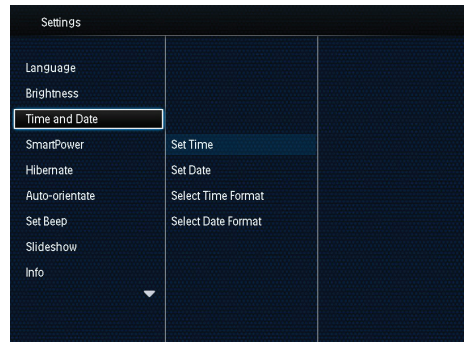 Settings
Language
Brightness
Time and Date
SmartPower
Hibernate
Auto-orientate
Set Beep
Slideshow
Info
Set Time
Set Date
Select Time Format
Select Date Format